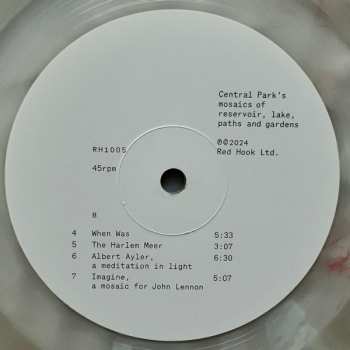 Central Park's
mosaics of
reservoir, lake,
paths and gardens
℗©2024
Red Hook Ltd.
RH1005
45rpm
B
4 When Was 5:33
5 The Harlem Meer 3:07
6 Albert Ayler, 6:30
a meditation in light
7 Imagine, 5:07
a mosaic for John Lennon